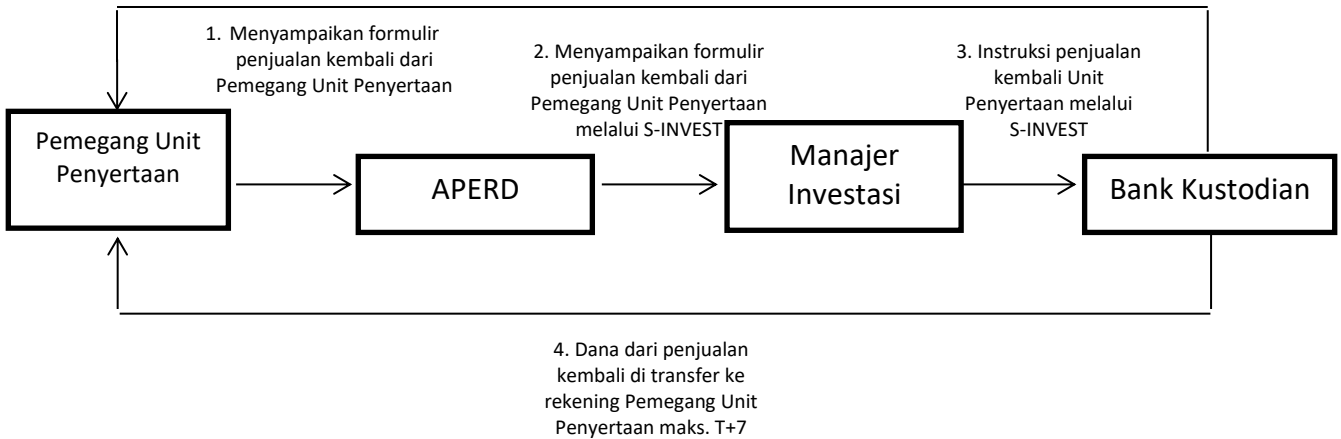 1. Menyampaikan formulir
penjualan kembali dari
Pemegang Unit Penyertaan
2. Menyampaikan formulir
penjualan kembali dari
Pemegang Unit Penyertaan
melalui S-INVEST
3. Instruksi penjualan
kembali Unit
Penyertaan melalui
S-INVEST
Pemegang Unit
Penyertaan
APERD
Manajer
Investasi
Bank Kustodian
4. Dana dari penjualan
kembali di transfer ke
rekening Pemegang Unit
Penyertaan maks. T+7